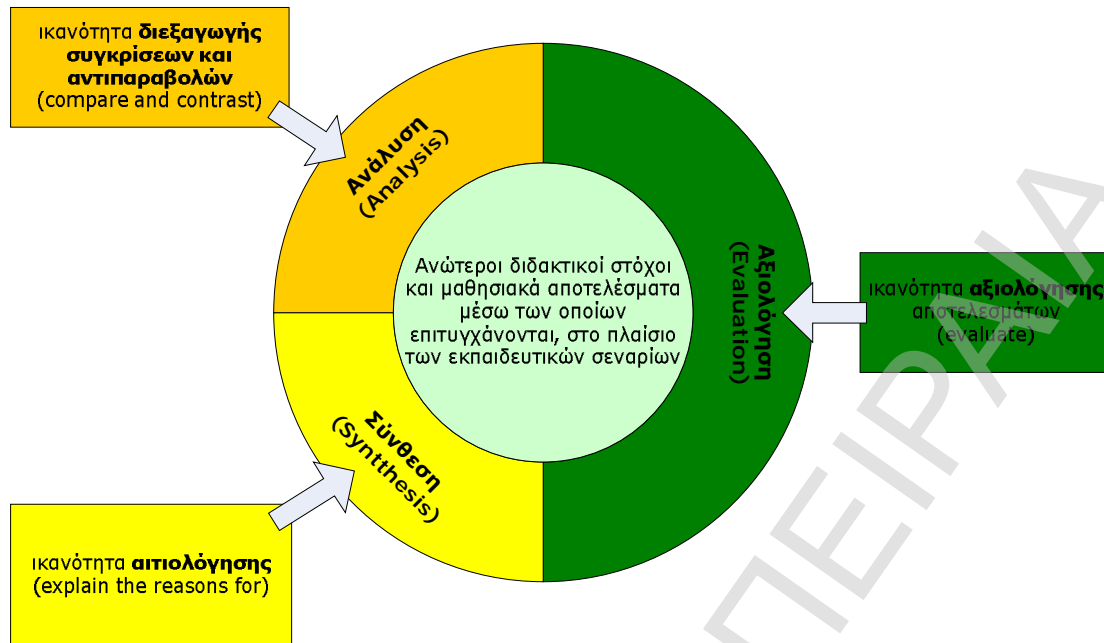 ικανότητα διεξαγωγής
συγκρίσεων και
αντιπαραβολών
(compare and contrast)
Ανάλυση
(Analysis)
Ανώτεροι διδακτικοί στόχοι
και μαθησιακά αποτελέσματα
μέσω των οποίων
επιτυγχάνονται, στο πλαίσιο
των εκπαιδευτικών σεναρίων
Αξιολόγηση
(Evaluation)
ικανότητα αξιολόγησης
αποτελεσμάτων
(evaluate)
Σύνθεση
(Syntthesis)
ικανότητα αιτιολόγησης
(explain the reasons for)
ΠΕΙΡΑΙΑ